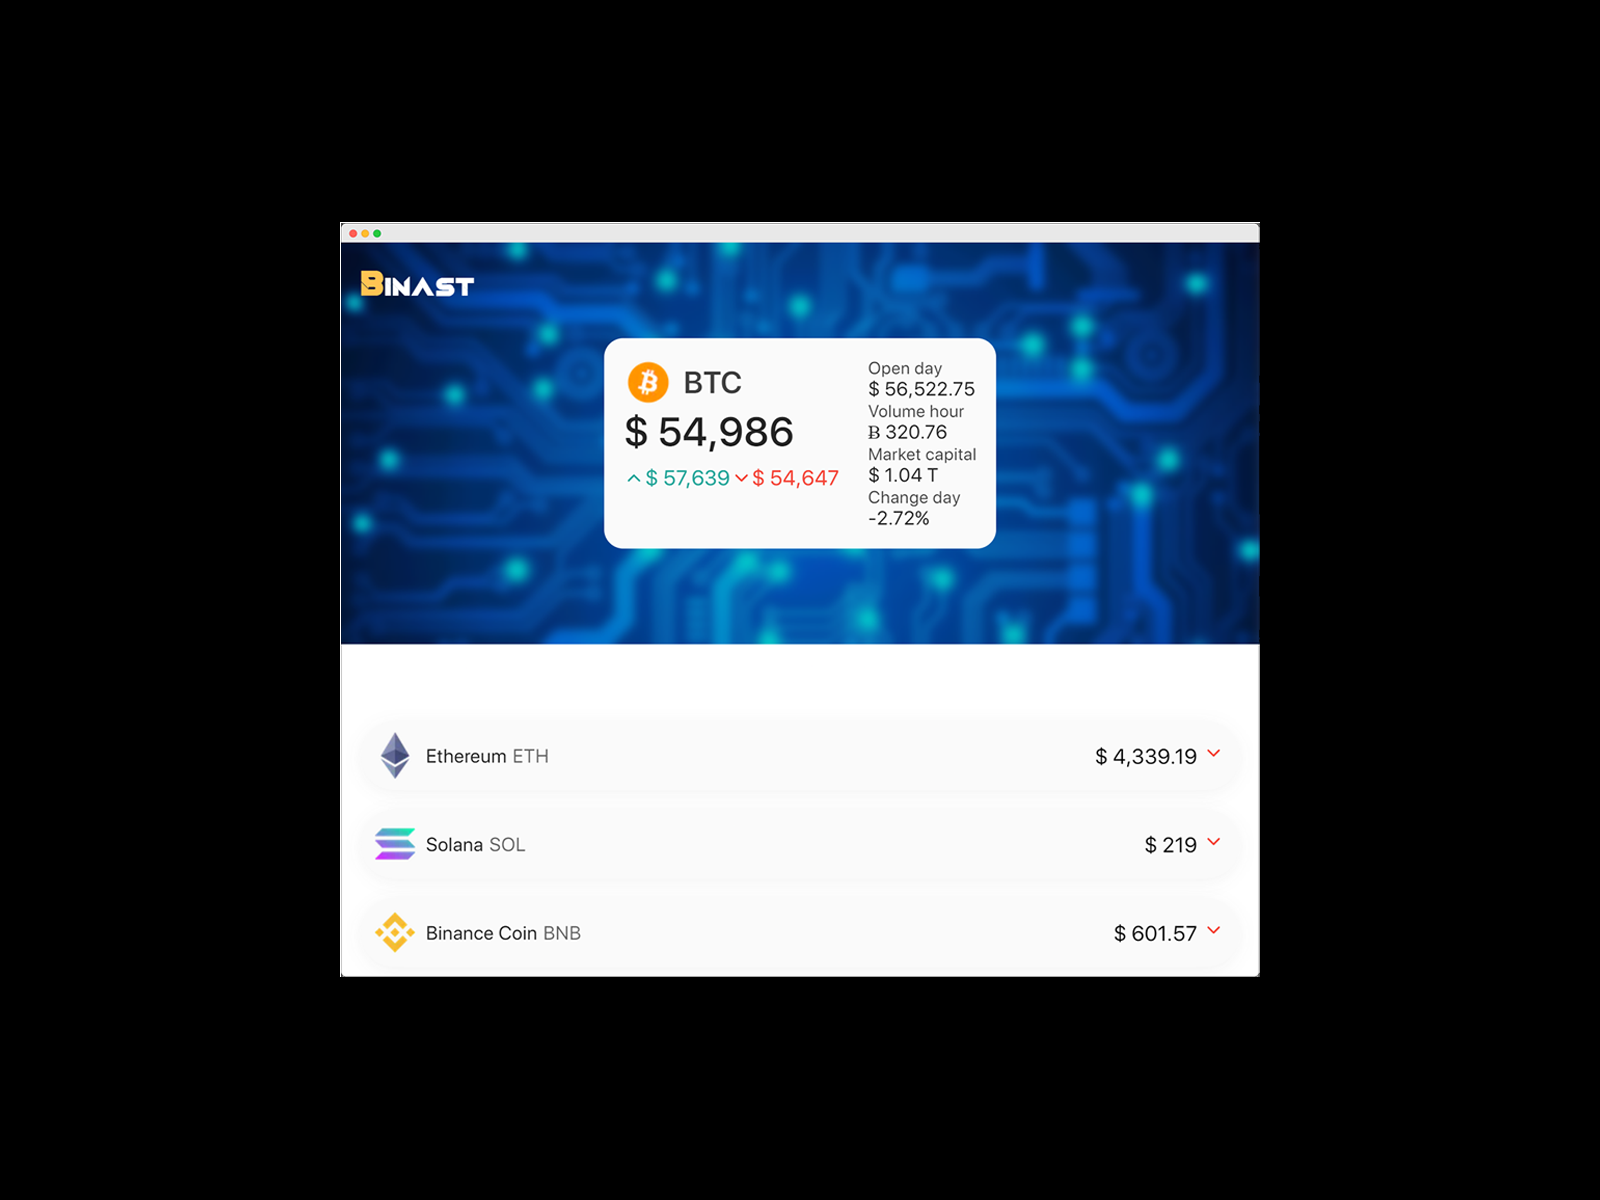 BINAST
BTC
$ 54,986
$ 57,639 $ 54,647
Open day
$ 56,522.75
Volume hour
Ƀ 320.76
Market capital
$ 1.04 T
Change day
-2.72%
Ethereum ETH $ 4,339.19
Solana SOL $ 219
Binance Coin BNB $ 601.57